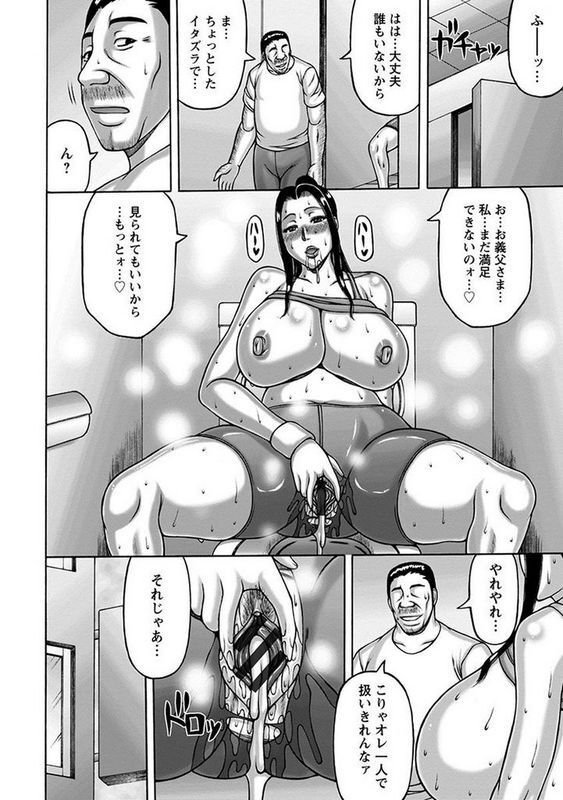 ふーーッ…
ガチャッ
はは…大丈夫
誰もいないから
ま…
ちょっとした
イタズラで…
ん？
お…お義父さま…
私…まだ満足
できないのォ…♡
ハー
ハー
見られてもいいから
…もっとォ…♡
やれやれ…
こりゃオレ一人で
扱いきれんなァ
それじゃあ…
ドロッ